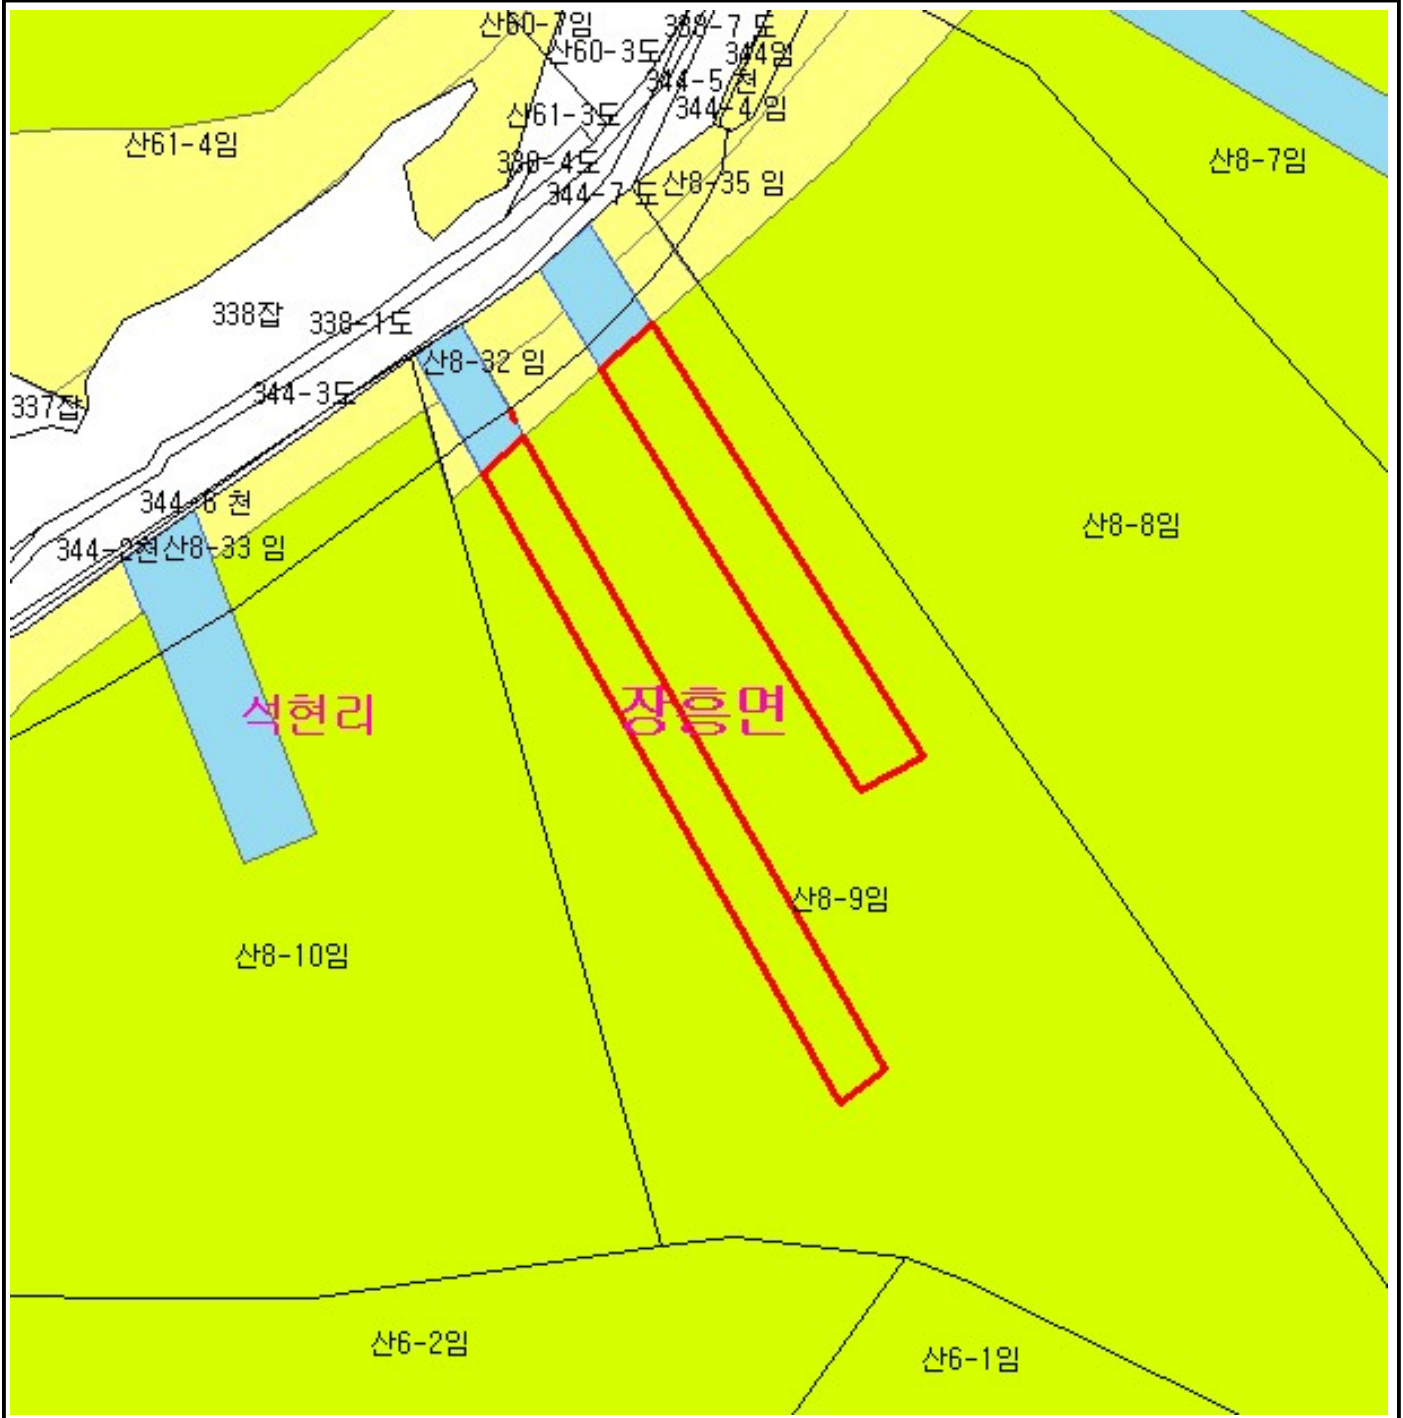 산60-7임
338-7 도
산60-3도
344임
344-5 천
344-4 임
산61-3도
산61-4임
산8-7임
산8-35 임
344-7 도
338잡
338-1도
산8-32 임
344-3도
337잡
344-6 천
산8-8임
344-2천
산8-33 임
석현리
장흥면
산8-9임
산8-10임
산6-2임
산6-1임